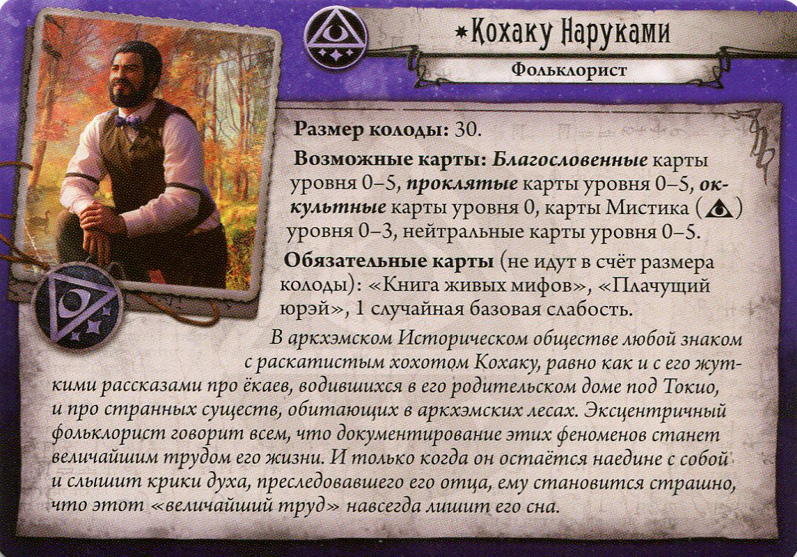 ✷Кохаку Наруками
Фольклорист
Размер колоды: 30.
Возможные карты: Благословенные карты
уровня 0–5, проклятые карты уровня 0–5, ок-
культные карты уровня 0, карты Мистика ( )
уровня 0–3, нейтральные карты уровня 0–5.
Обязательные карты (не идут в счёт размера
колоды): «Книга живых мифов», «Плачущий
юрэй», 1 случайная базовая слабость.
В аркхэмском Историческом обществе любой знаком
с раскатистым хохотом Кохаку, равно как и с его жут-
кими рассказами про ёкаев, водившихся в его родительском доме под Токио,
и про странных существ, обитающих в аркхэмских лесах. Эксцентричный
фольклорист говорит всем, что документирование этих феноменов станет
величайшим трудом его жизни. И только когда он остаётся наедине с собой
и слышит крики духа, преследовавшего его отца, ему становится страшно,
что этот «величайший труд» навсегда лишит его сна.